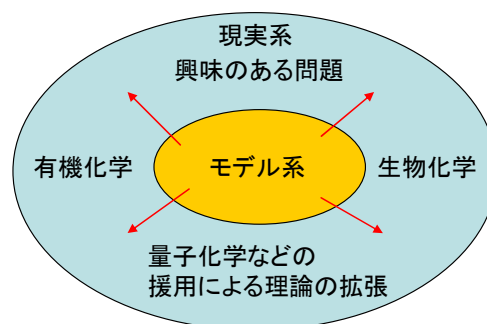 現実系
興味のある問題
有機化学
モデル系
生物化学
量子化学などの
援用による理論の拡張